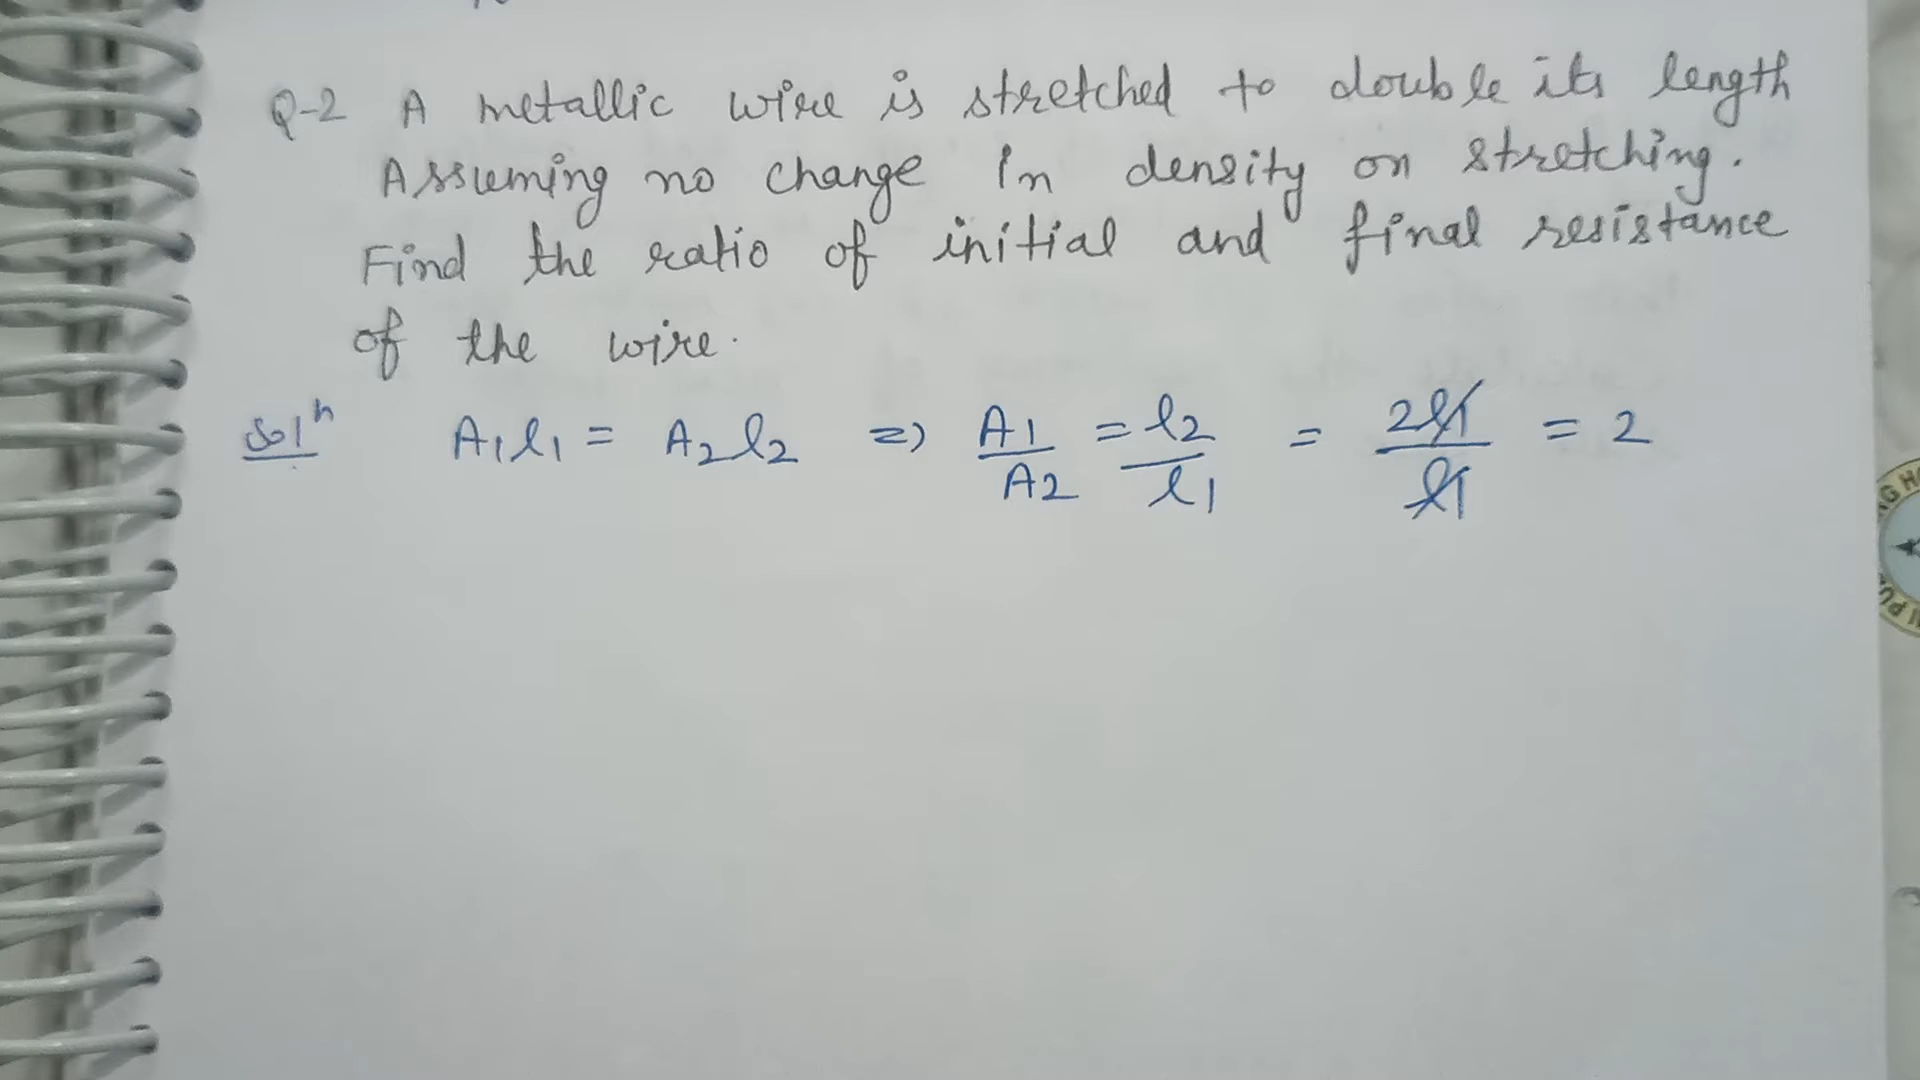 Q-2 A metallic wire is stretched to double its length
Assuming no change in density on stretching.
Find the ratio of initial and final resistance
of the wire.
Solⁿ A₁l₁ = A₂l₂ => A1/A2 = l2/l1 = 2l1/l1 = 2